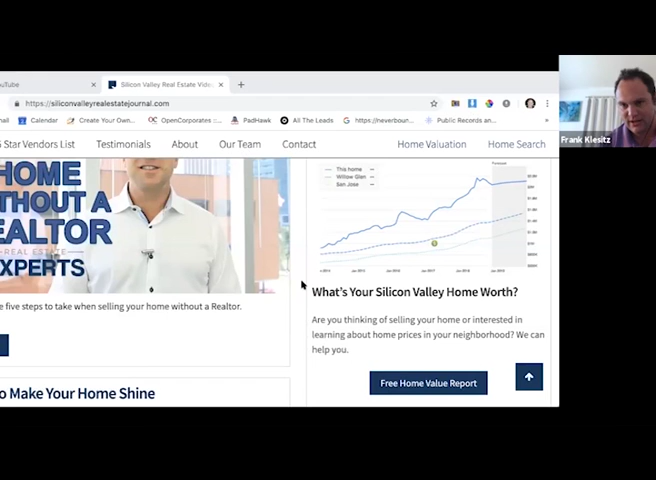 ouTube
Silicon Valley Real Estate Vide
https://siliconvalleyrealestatejournal.com
mail Calendar Create Your Own... OpenCorporates ::... PadHawk All The Leads https://neverboun... Public Records an...
Star Vendors List Testimonials About Our Team Contact Home Valuation Home Search
Frank Klesitz
HOME
THOUT A
EALTOR
REAL ESTATE
XPERTS
This home
Willow Glen
San Jose
e five steps to take when selling your home without a Realtor.
What's Your Silicon Valley Home Worth?
Are you thinking of selling your home or interested in
learning about home prices in your neighborhood? We can
help you.
Free Home Value Report
o Make Your Home Shine